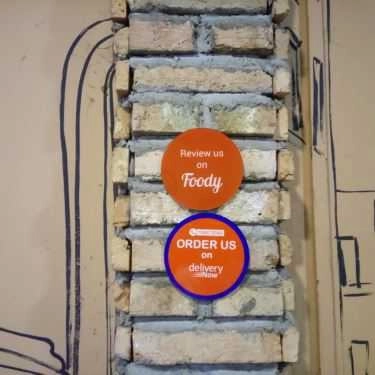 Review us
on
Foody
ORDER US
on
delivery
Now